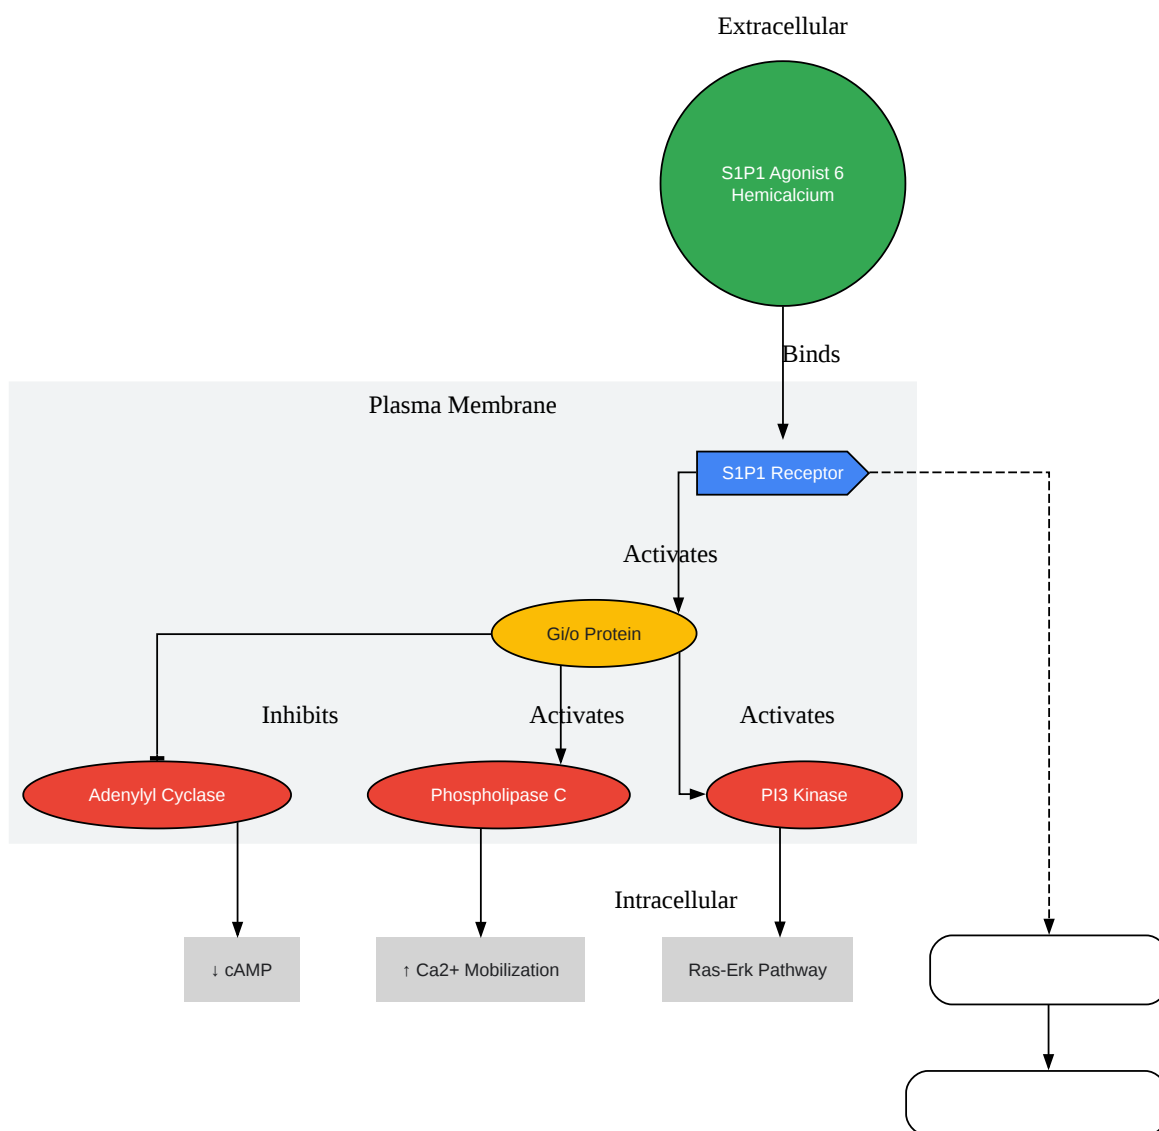 Extracellular
S1P1 Agonist 6
Hemicalcium
Binds
Plasma Membrane
S1P1 Receptor
Activates
Gi/o Protein
Inhibits
Activates
Activates
Adenylyl Cyclase
Phospholipase C
PI3 Kinase
Intracellular
↓ cAMP
↑ Ca2+ Mobilization
Ras-Erk Pathway